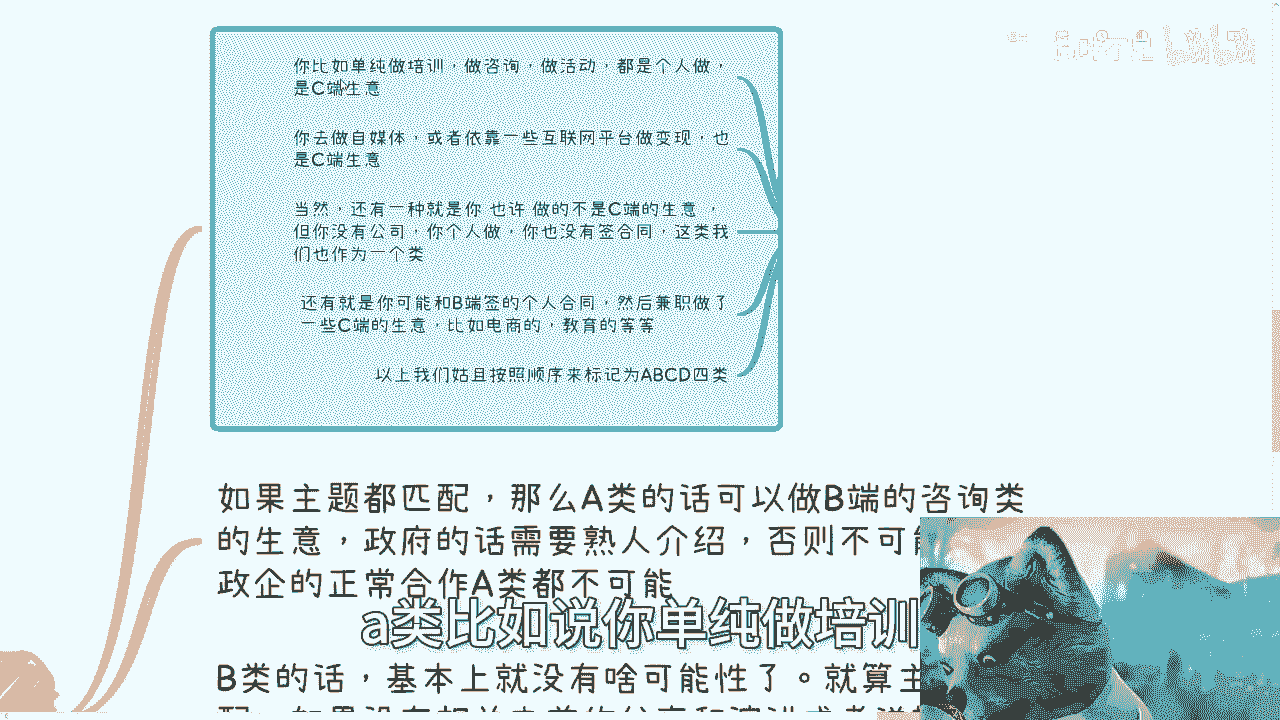 你比如单纯做培训，做咨询，做活动，都是个人做，
是C端生意
你去做自媒体，或者依靠一些互联网平台做变现，也
是C端生意
当然，还有一种就是你 也许 做的不是C端的生意 ，
但你没有公司，你个人做，你也没有签合同，这类我
们也作为一个类
还有就是你可能和B端签的个人合同，然后兼职做了
一些C端的生意，比如电商的，教育的等等
以上我们姑且按照顺序来标记为ABCD四类
如果主题都匹配，那么A类的话可以做B端的咨询类
的生意，政府的话需要熟人介绍，否则不可
政企的正常合作A类都不可能
a类比如说你单纯做培训
B类的话，基本上就没有啥可能性了。就算主